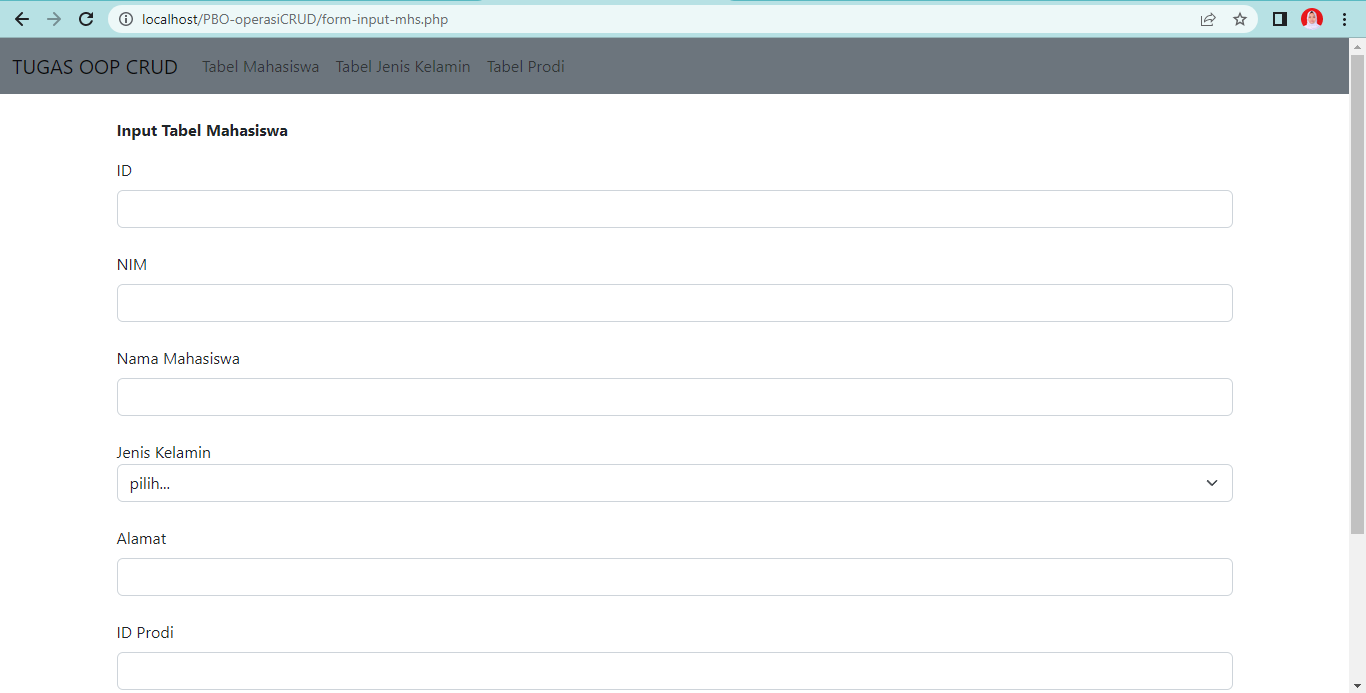 localhost/PBO-operasiCRUD/form-input-mhs.php
TUGAS OOP CRUD Tabel Mahasiswa Tabel Jenis Kelamin Tabel Prodi
Input Tabel Mahasiswa
ID
NIM
Nama Mahasiswa
Jenis Kelamin
pilih...
Alamat
ID Prodi